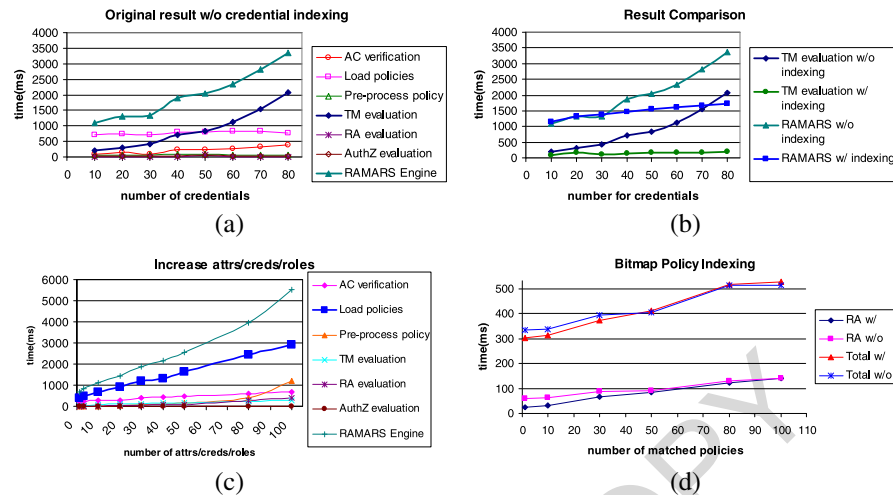 Original result w/o credential indexing
time(ms)
4000
3500
3000
2500
2000
1500
1000
500
0
0 10 20 30 40 50 60 70 80
number of credentials
AC verification
Load policies
Pre-process policy
TM evaluation
RA evaluation
AuthZ evaluation
RAMARS Engine
(a)
Result Comparison
time(ms)
4000
3500
3000
2500
2000
1500
1000
500
0
0 10 20 30 40 50 60 70 80
number for credentials
TM evaluation w/o
indexing
TM evaluation w/
indexing
RAMARS w/o
indexing
RAMARS w/ indexing
(b)
Increase attrs/creds/roles
time(ms)
6000
5000
4000
3000
2000
1000
0
0 10 20 30 40 50 60 70 80 90 100
number of attrs/creds/roles
AC verification
Load policies
Pre-process policy
TM evaluation
RA evaluation
AuthZ evaluation
RAMARS Engine
(c)
Bitmap Policy Indexing
time(ms)
500
400
300
200
100
0
0 10 20 30 40 50 60 70 80 90 100 110
number of matched policies
RA w/
RA w/o
Total w/
Total w/o
(d)
OPY